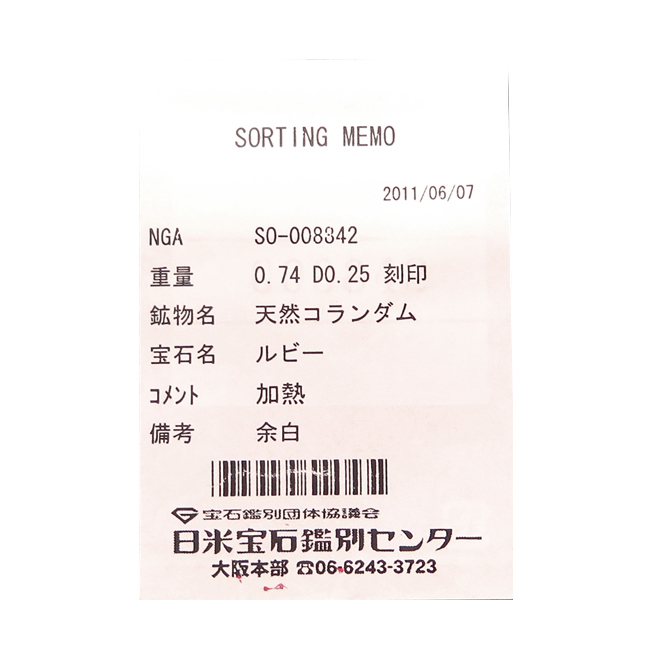 SORTING MEMO
2011/06/07
NGA SO-008342
重量 0.74 D0.25 刻印
鉱物名 天然コランダム
宝石名 ルビー
コメント 加熱
備考 余白
宝石鑑別団体協議会
日米宝石鑑別センター
大阪本部 ☎06-6243-3723